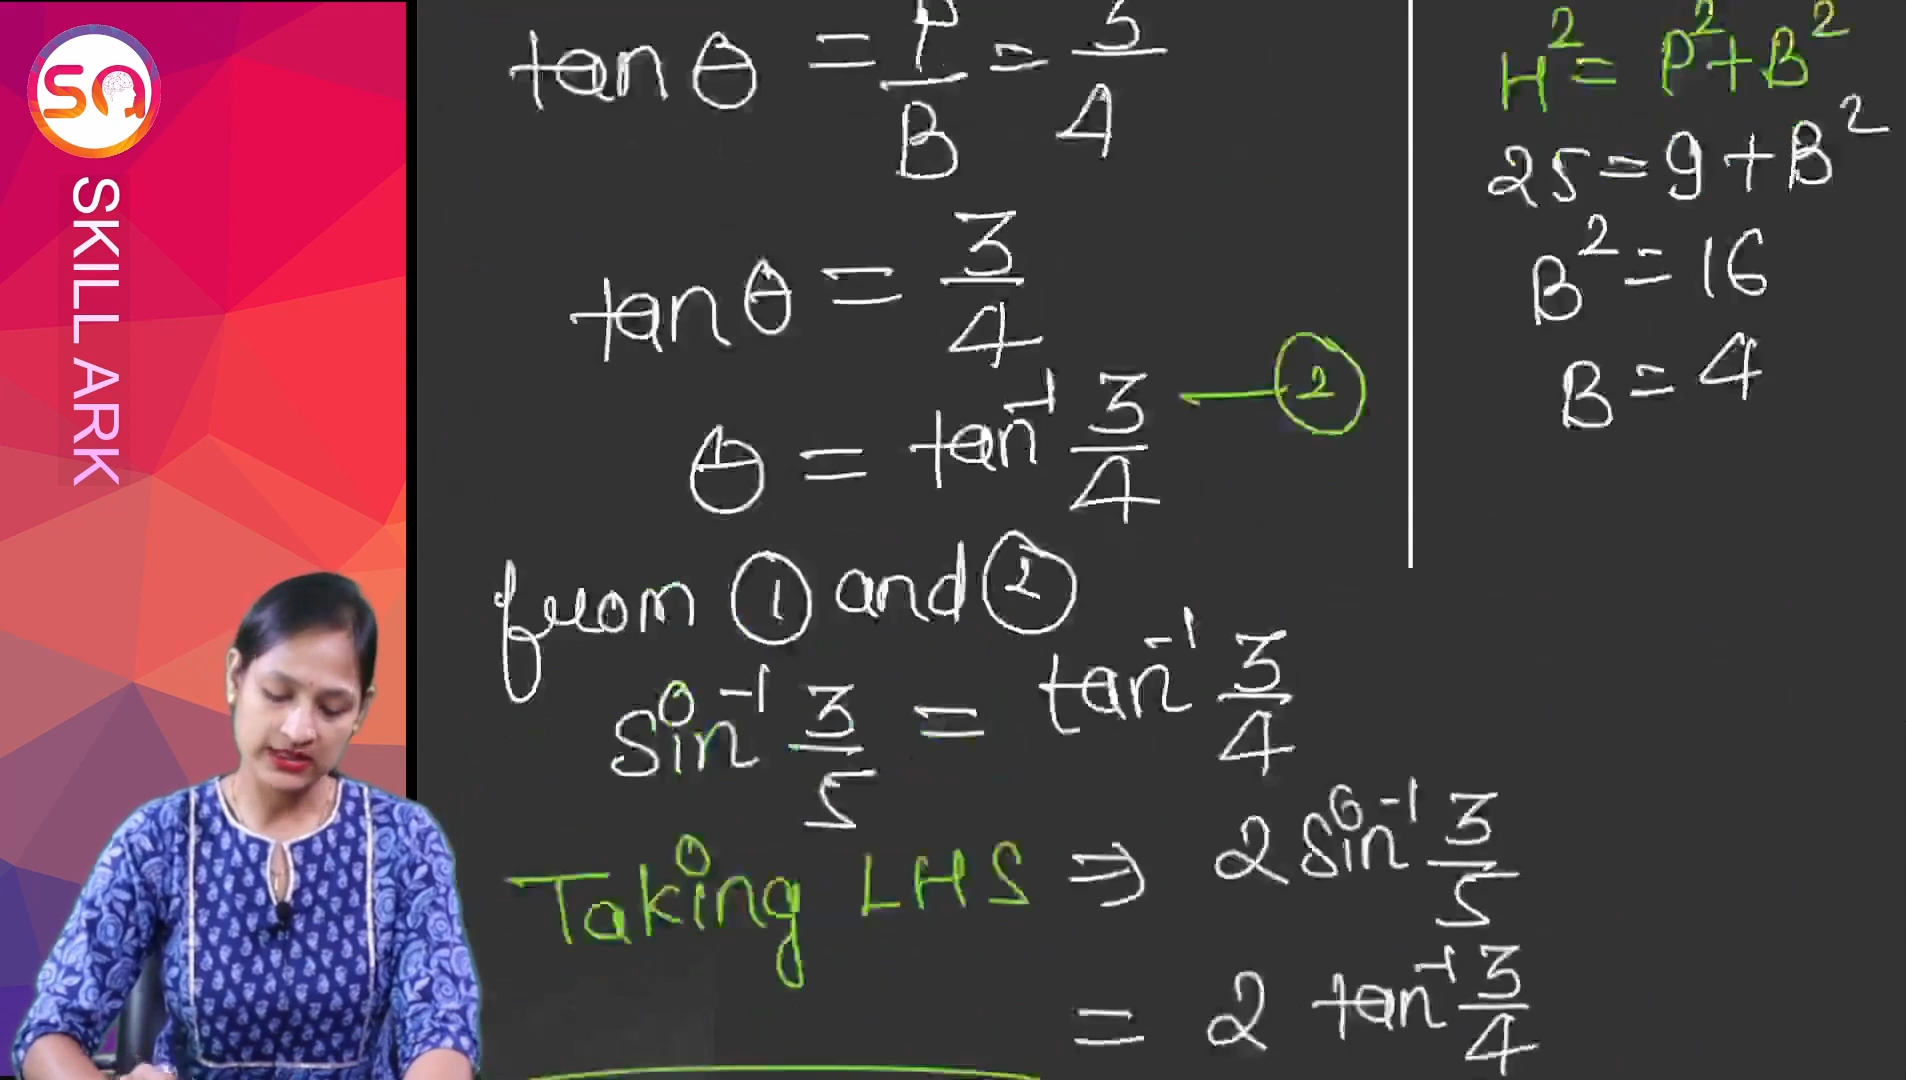 SQ
SKILL ARK
tan θ = P/B = 3/4
tan θ = 3/4
θ = tan⁻¹ 3/4 — ②
from ① and ②
sin⁻¹ 3/5 = tan⁻¹ 3/4
Taking LHS ⇒ 2 sin⁻¹ 3/5
= 2 tan⁻¹ 3/4
H² = P² + B²
25 = 9 + B²
B² = 16
B = 4